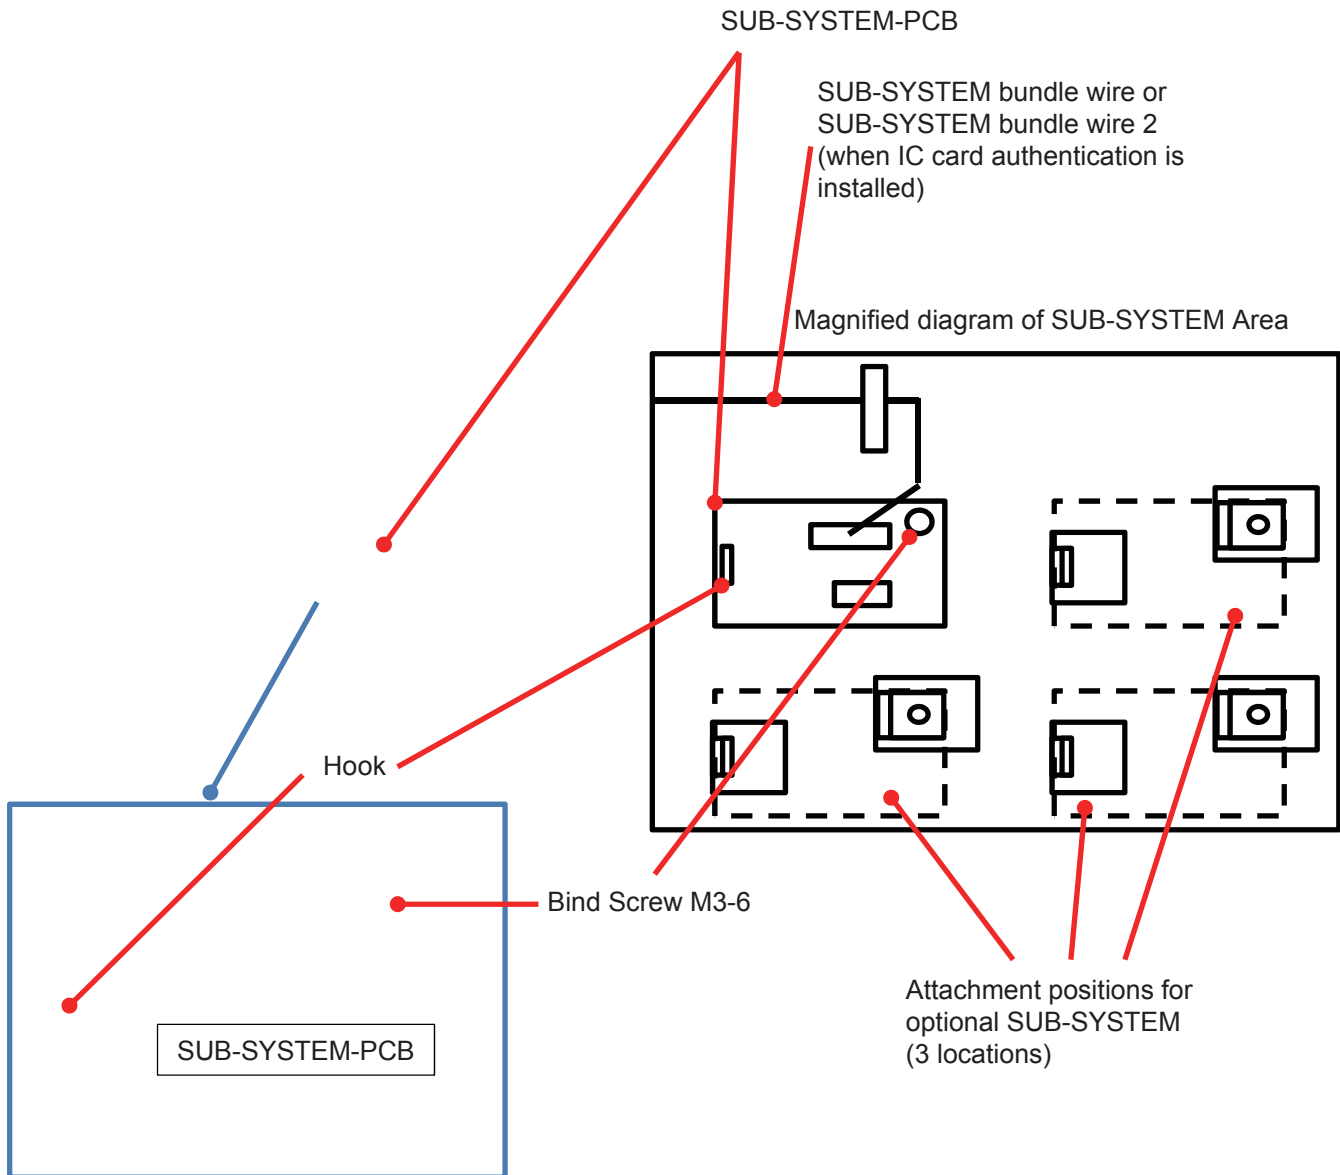 SUB-SYSTEM-PCB
SUB-SYSTEM bundle wire or
SUB-SYSTEM bundle wire 2
(when IC card authentication is
installed)
Magnified diagram of SUB-SYSTEM Area
Hook
Bind Screw M3-6
Attachment positions for
optional SUB-SYSTEM
(3 locations)
SUB-SYSTEM-PCB